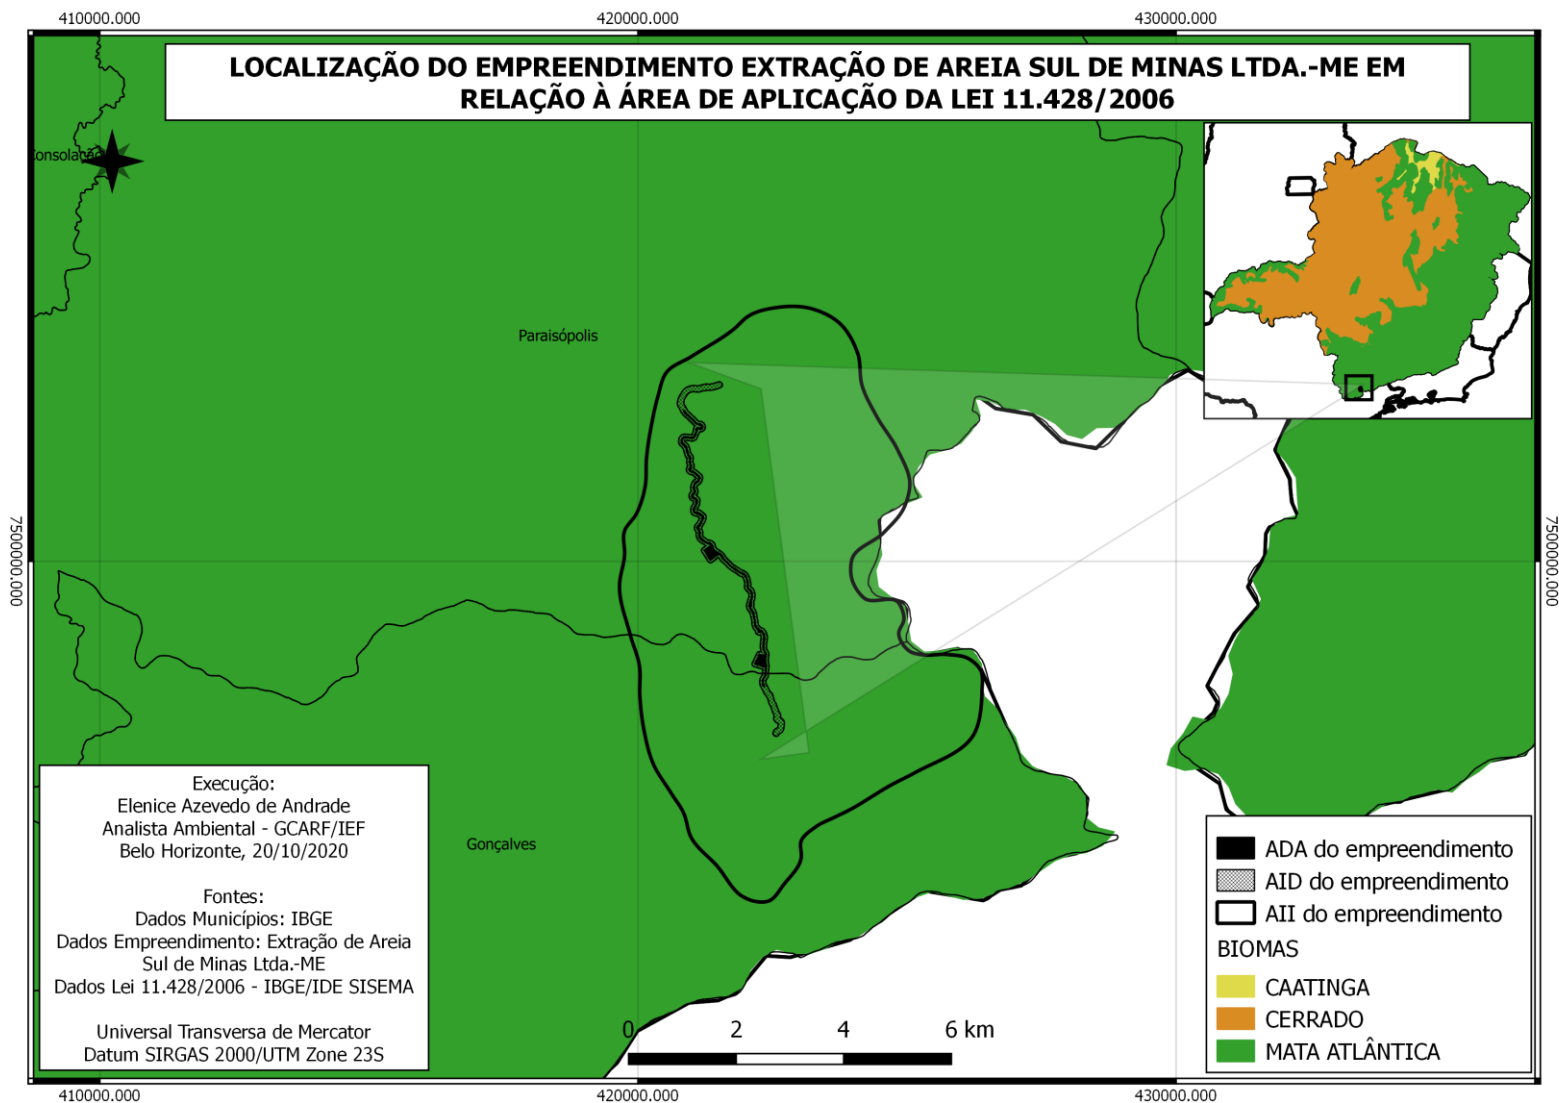 410000.000
420000.000
430000.000
LOCALIZAÇÃO DO EMPREENDIMENTO EXTRAÇÃO DE AREIA SUL DE MINAS LTDA.-ME EM
RELAÇÃO À ÁREA DE APLICAÇÃO DA LEI 11.428/2006
Consolação
Paraisópolis
7500000.000
7500000.000
Gonçalves
Execução:
Elenice Azevedo de Andrade
Analista Ambiental - GCARF/IEF
Belo Horizonte, 20/10/2020
Fontes:
Dados Municípios: IBGE
Dados Empreendimento: Extração de Areia
Sul de Minas Ltda.-ME
Dados Lei 11.428/2006 - IBGE/IDE SISEMA
Universal Transversa de Mercator
Datum SIRGAS 2000/UTM Zone 23S
0 2 4 6 km
ADA do empreendimento
AID do empreendimento
AII do empreendimento
BIOMAS
CAATINGA
CERRADO
MATA ATLÂNTICA
410000.000
420000.000
430000.000